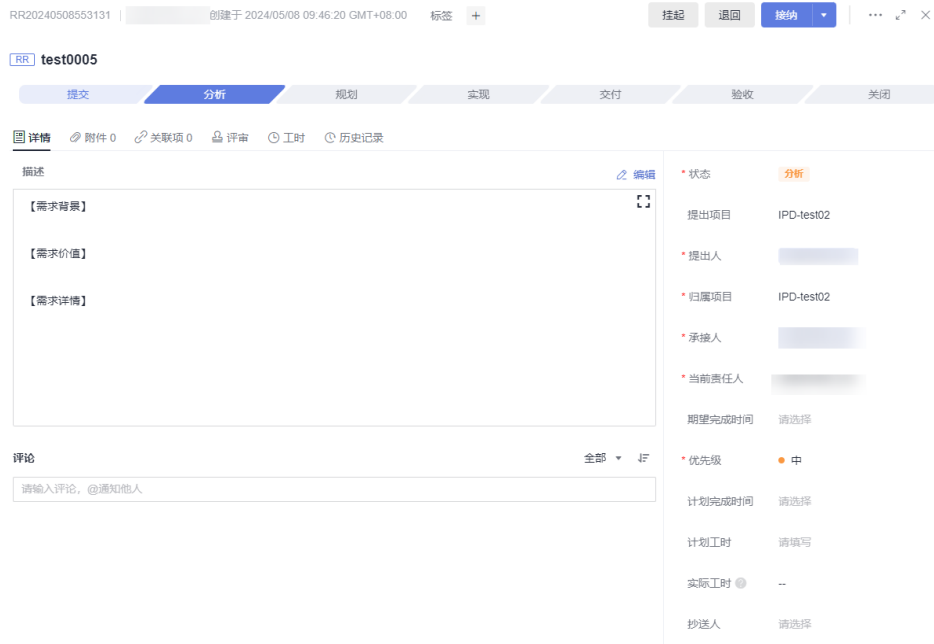 RR20240508553131 创建于 2024/05/08 09:46:20 GMT+08:00 标签 + 挂起 退回 接纳
RR test0005
提交 分析 规划 实现 交付 验收 关闭
详情 附件 0 关联项 0 评审 工时 历史记录
描述 编辑
【需求背景】
【需求价值】
【需求详情】
评论 全部
请输入评论，@通知他人
* 状态 分析
提出项目 IPD-test02
* 提出人
* 归属项目 IPD-test02
* 承接人
* 当前责任人
期望完成时间 请选择
* 优先级 中
计划完成时间 请选择
计划工时 请填写
实际工时 ? --
抄送人 请选择